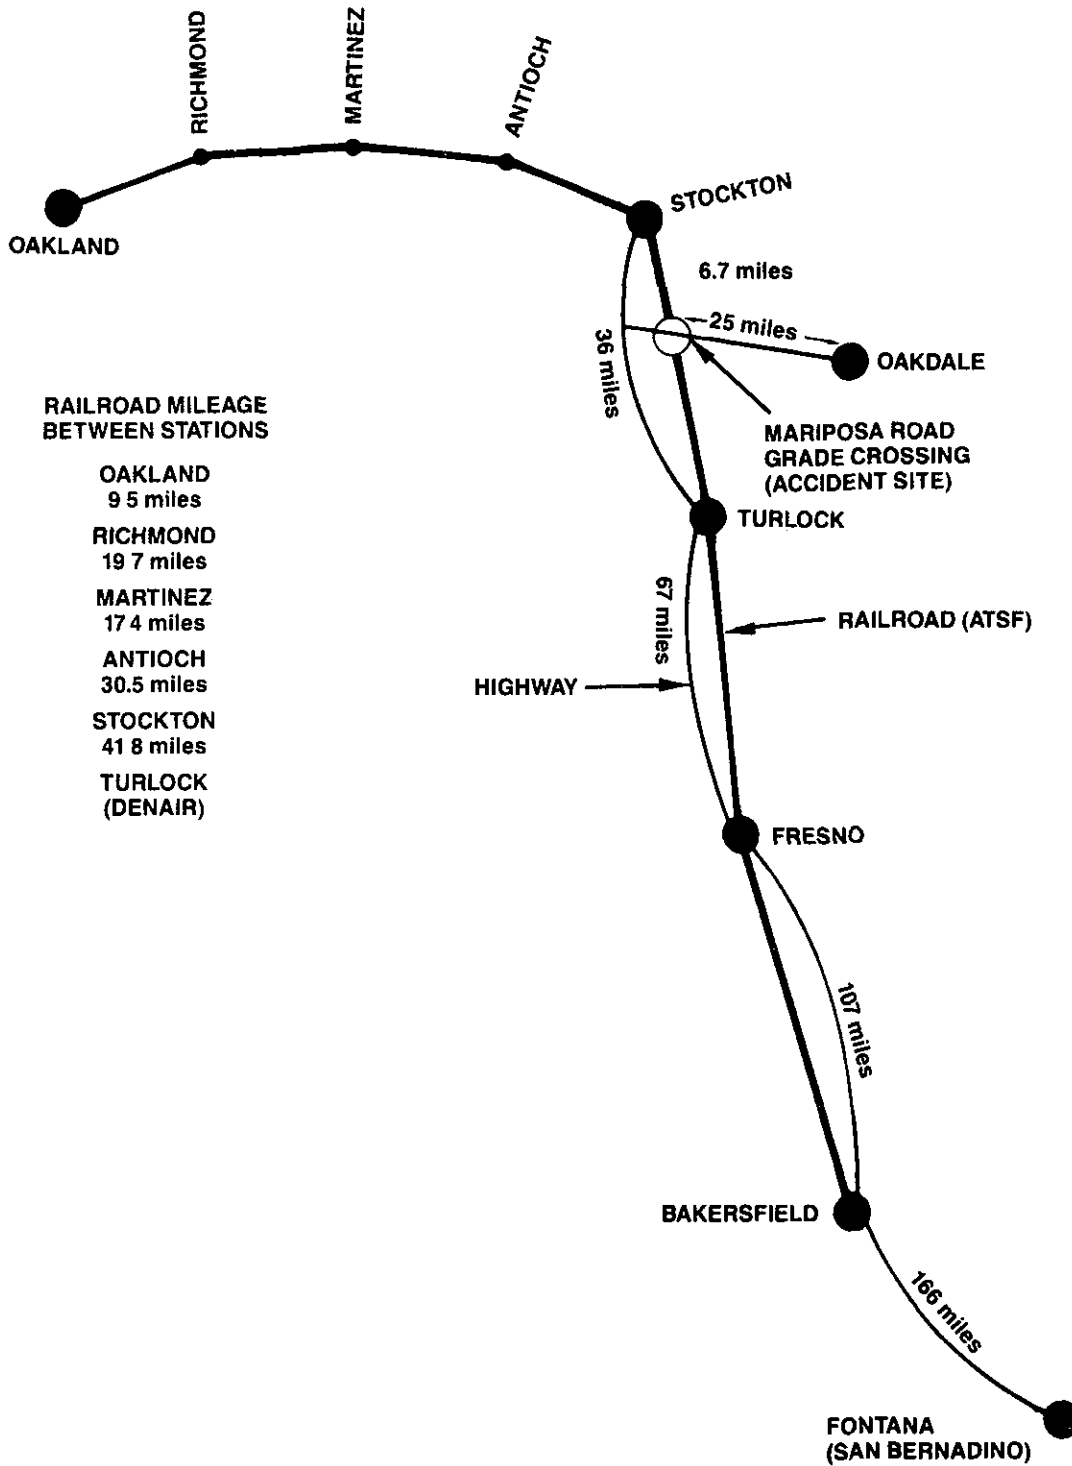 RICHMOND
MARTINEZ
ANTIOCH
STOCKTON
OAKLAND
6.7 miles
25 miles
36 miles
OAKDALE
RAILROAD MILEAGE
BETWEEN STATIONS
OAKLAND
9 5 miles
RICHMOND
19 7 miles
MARTINEZ
17 4 miles
ANTIOCH
30.5 miles
STOCKTON
41 8 miles
TURLOCK
(DENAIR)
MARIPOSA ROAD
GRADE CROSSING
(ACCIDENT SITE)
TURLOCK
67 miles
RAILROAD (ATSF)
HIGHWAY
FRESNO
107 miles
BAKERSFIELD
166 miles
FONTANA
(SAN BERNADINO)